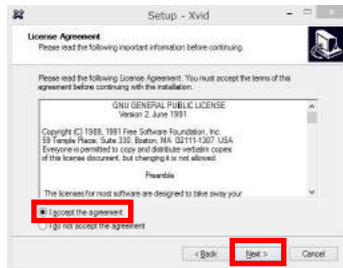 Setup - Xvid
License Agreement
Please read the following important information before continuing.
Please read the following License Agreement. You must accept the terms of this
agreement before continuing with the installation.
GNU GENERAL PUBLIC LICENSE
Version 2, June 1991
Copyright (C) 1989, 1991 Free Software Foundation, Inc.
59 Temple Place, Suite 330, Boston, MA 02111-1307 USA
Everyone is permitted to copy and distribute verbatim copies
of this license document, but changing it is not allowed.
Preamble
The licenses for most software are designed to take away your
I accept the agreement
I do not accept the agreement
< Back
Next >
Cancel